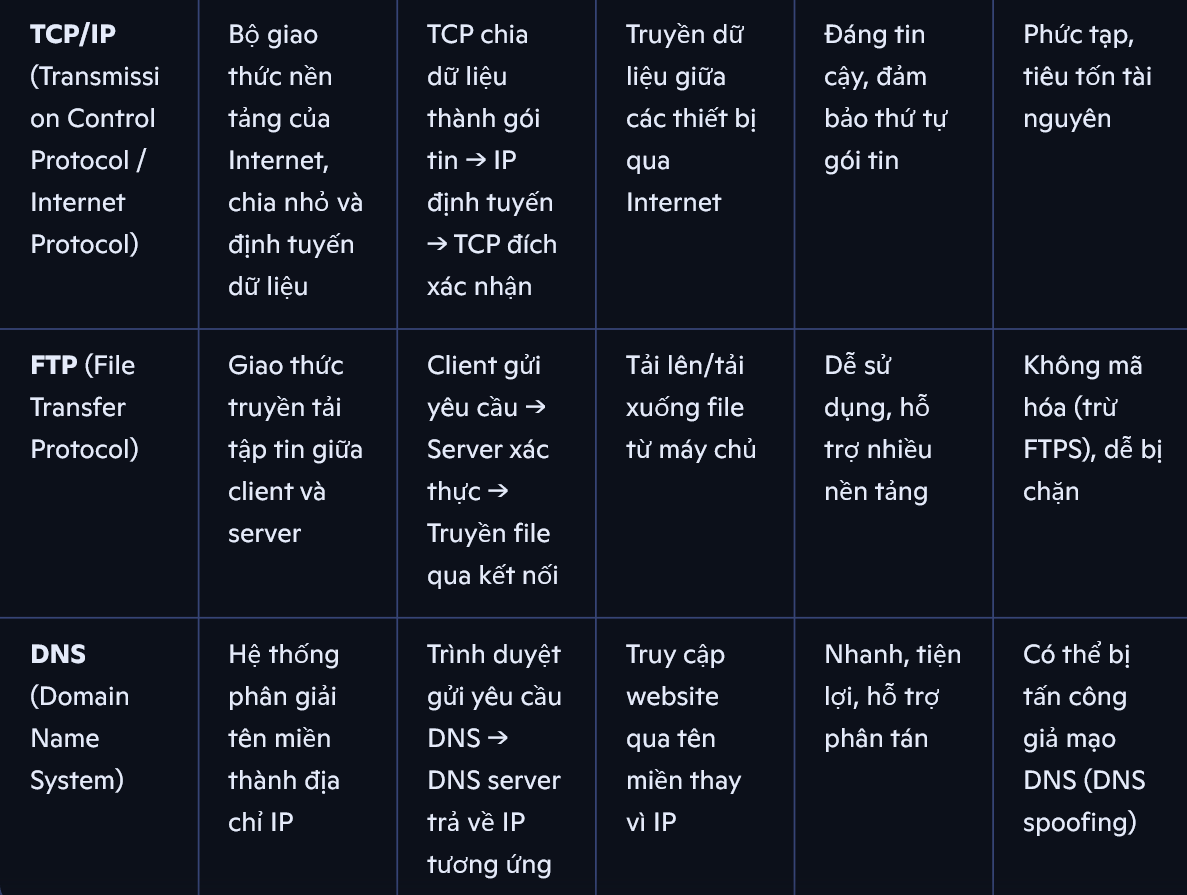 TCP/IP
(Transmissi
on Control
Protocol /
Internet
Protocol)
Bộ giao
thức nền
tảng của
Internet,
chia nhỏ và
định tuyến
dữ liệu
TCP chia
dữ liệu
thành gói
tin → IP
định tuyến
→ TCP đích
xác nhận
Truyền dữ
liệu giữa
các thiết bị
qua
Internet
Đáng tin
cậy, đảm
bảo thứ tự
gói tin
Phức tạp,
tiêu tốn tài
nguyên
FTP (File
Transfer
Protocol)
Giao thức
truyền tải
tập tin giữa
client và
server
Client gửi
yêu cầu →
Server xác
thực →
Truyền file
qua kết nối
Tải lên/tải
xuống file
từ máy chủ
Dễ sử
dụng, hỗ
trợ nhiều
nền tảng
Không mã
hóa (trừ
FTPS), dễ bị
chặn
DNS
(Domain
Name
System)
Hệ thống
phân giải
tên miền
thành địa
chỉ IP
Trình duyệt
gửi yêu cầu
DNS →
DNS server
trả về IP
tương ứng
Truy cập
website
qua tên
miền thay
vì IP
Nhanh, tiện
lợi, hỗ trợ
phân tán
Có thể bị
tấn công
giả mạo
DNS (DNS
spoofing)